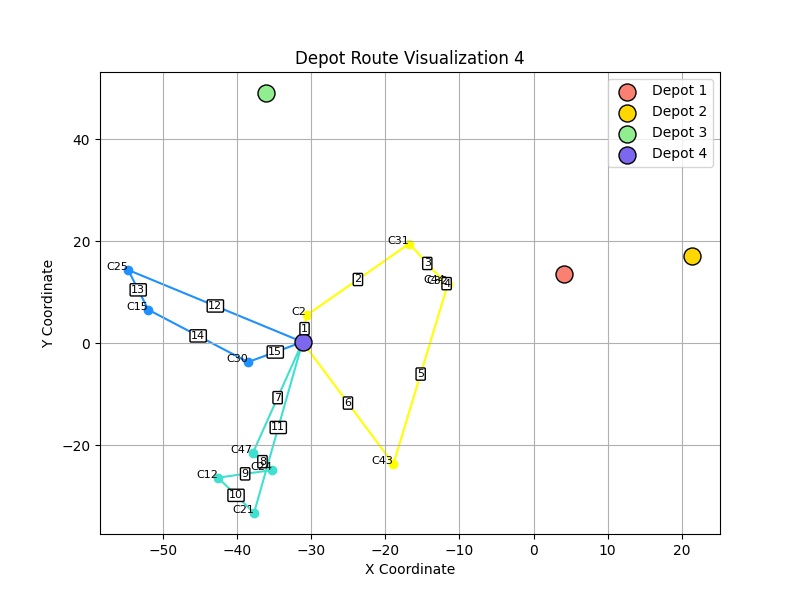 Depot Route Visualization 4
Depot 1
Depot 2
Depot 3
Depot 4
Y Coordinate
40
20
0
−20
C31
C25
13
C15
12
14
C30
15
C2
1
2
3
4
5
6
C43
7
11
C47
8
C12
9
10
C21
−50
−40
−30
−20
−10
0
10
20
X Coordinate